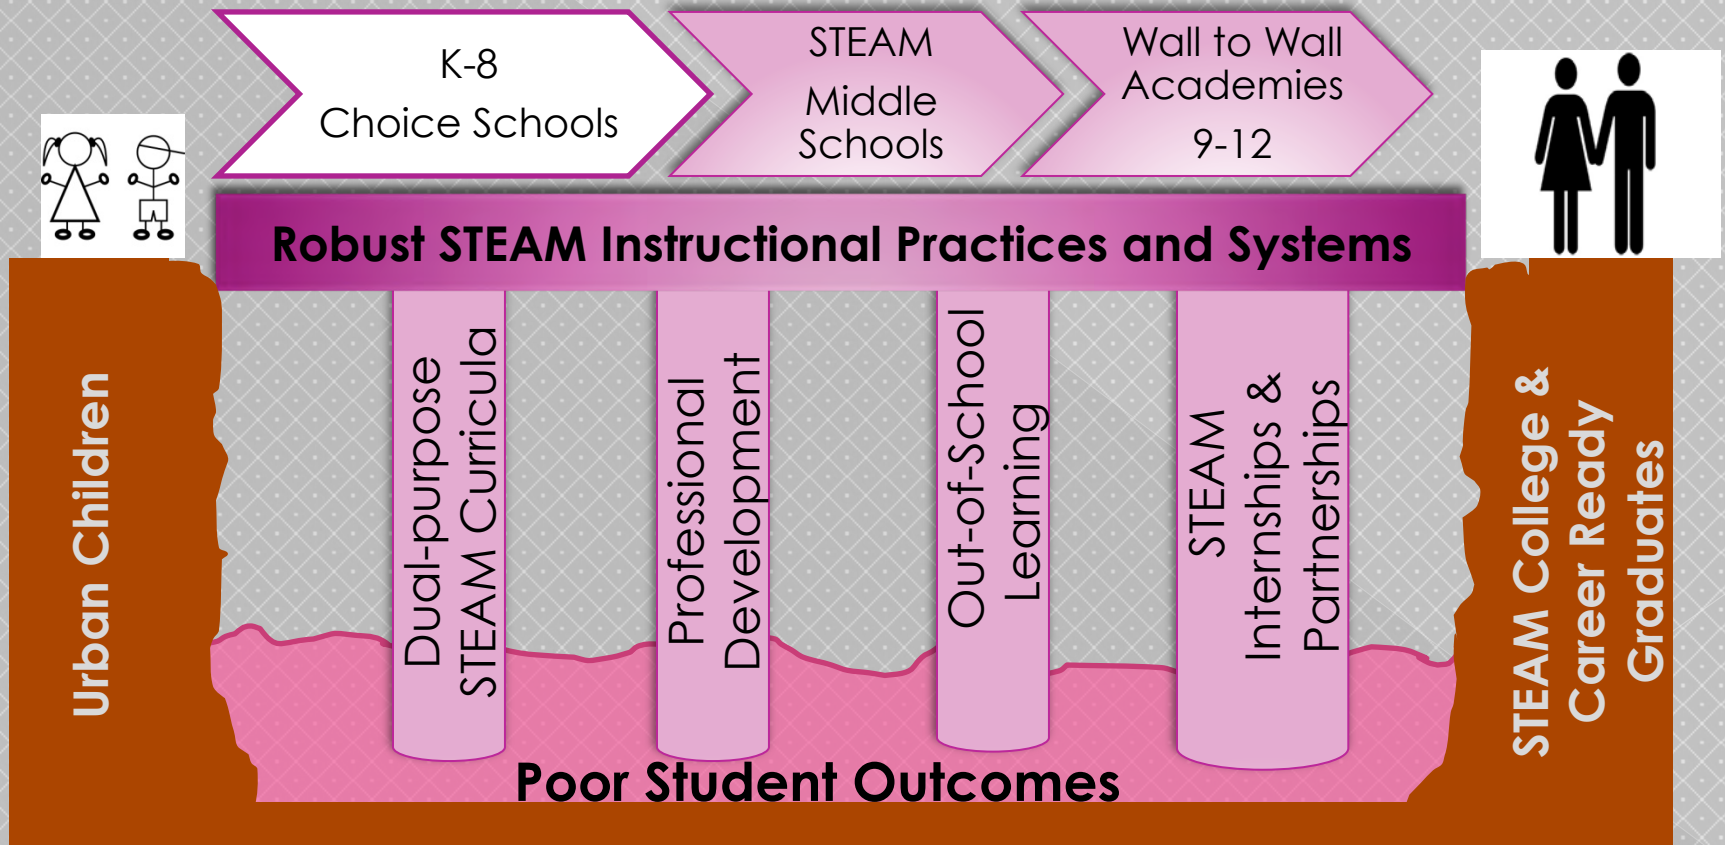 K-8
Choice Schools
STEAM
Middle
Schools
Wall to Wall
Academies
9-12
Robust STEAM Instructional Practices and Systems
Urban Children
Dual-purpose
STEAM Curricula
Professional
Development
Out-of-School
Learning
STEAM
Internships &
Partnerships
STEAM College &
Career Ready
Graduates
Poor Student Outcomes